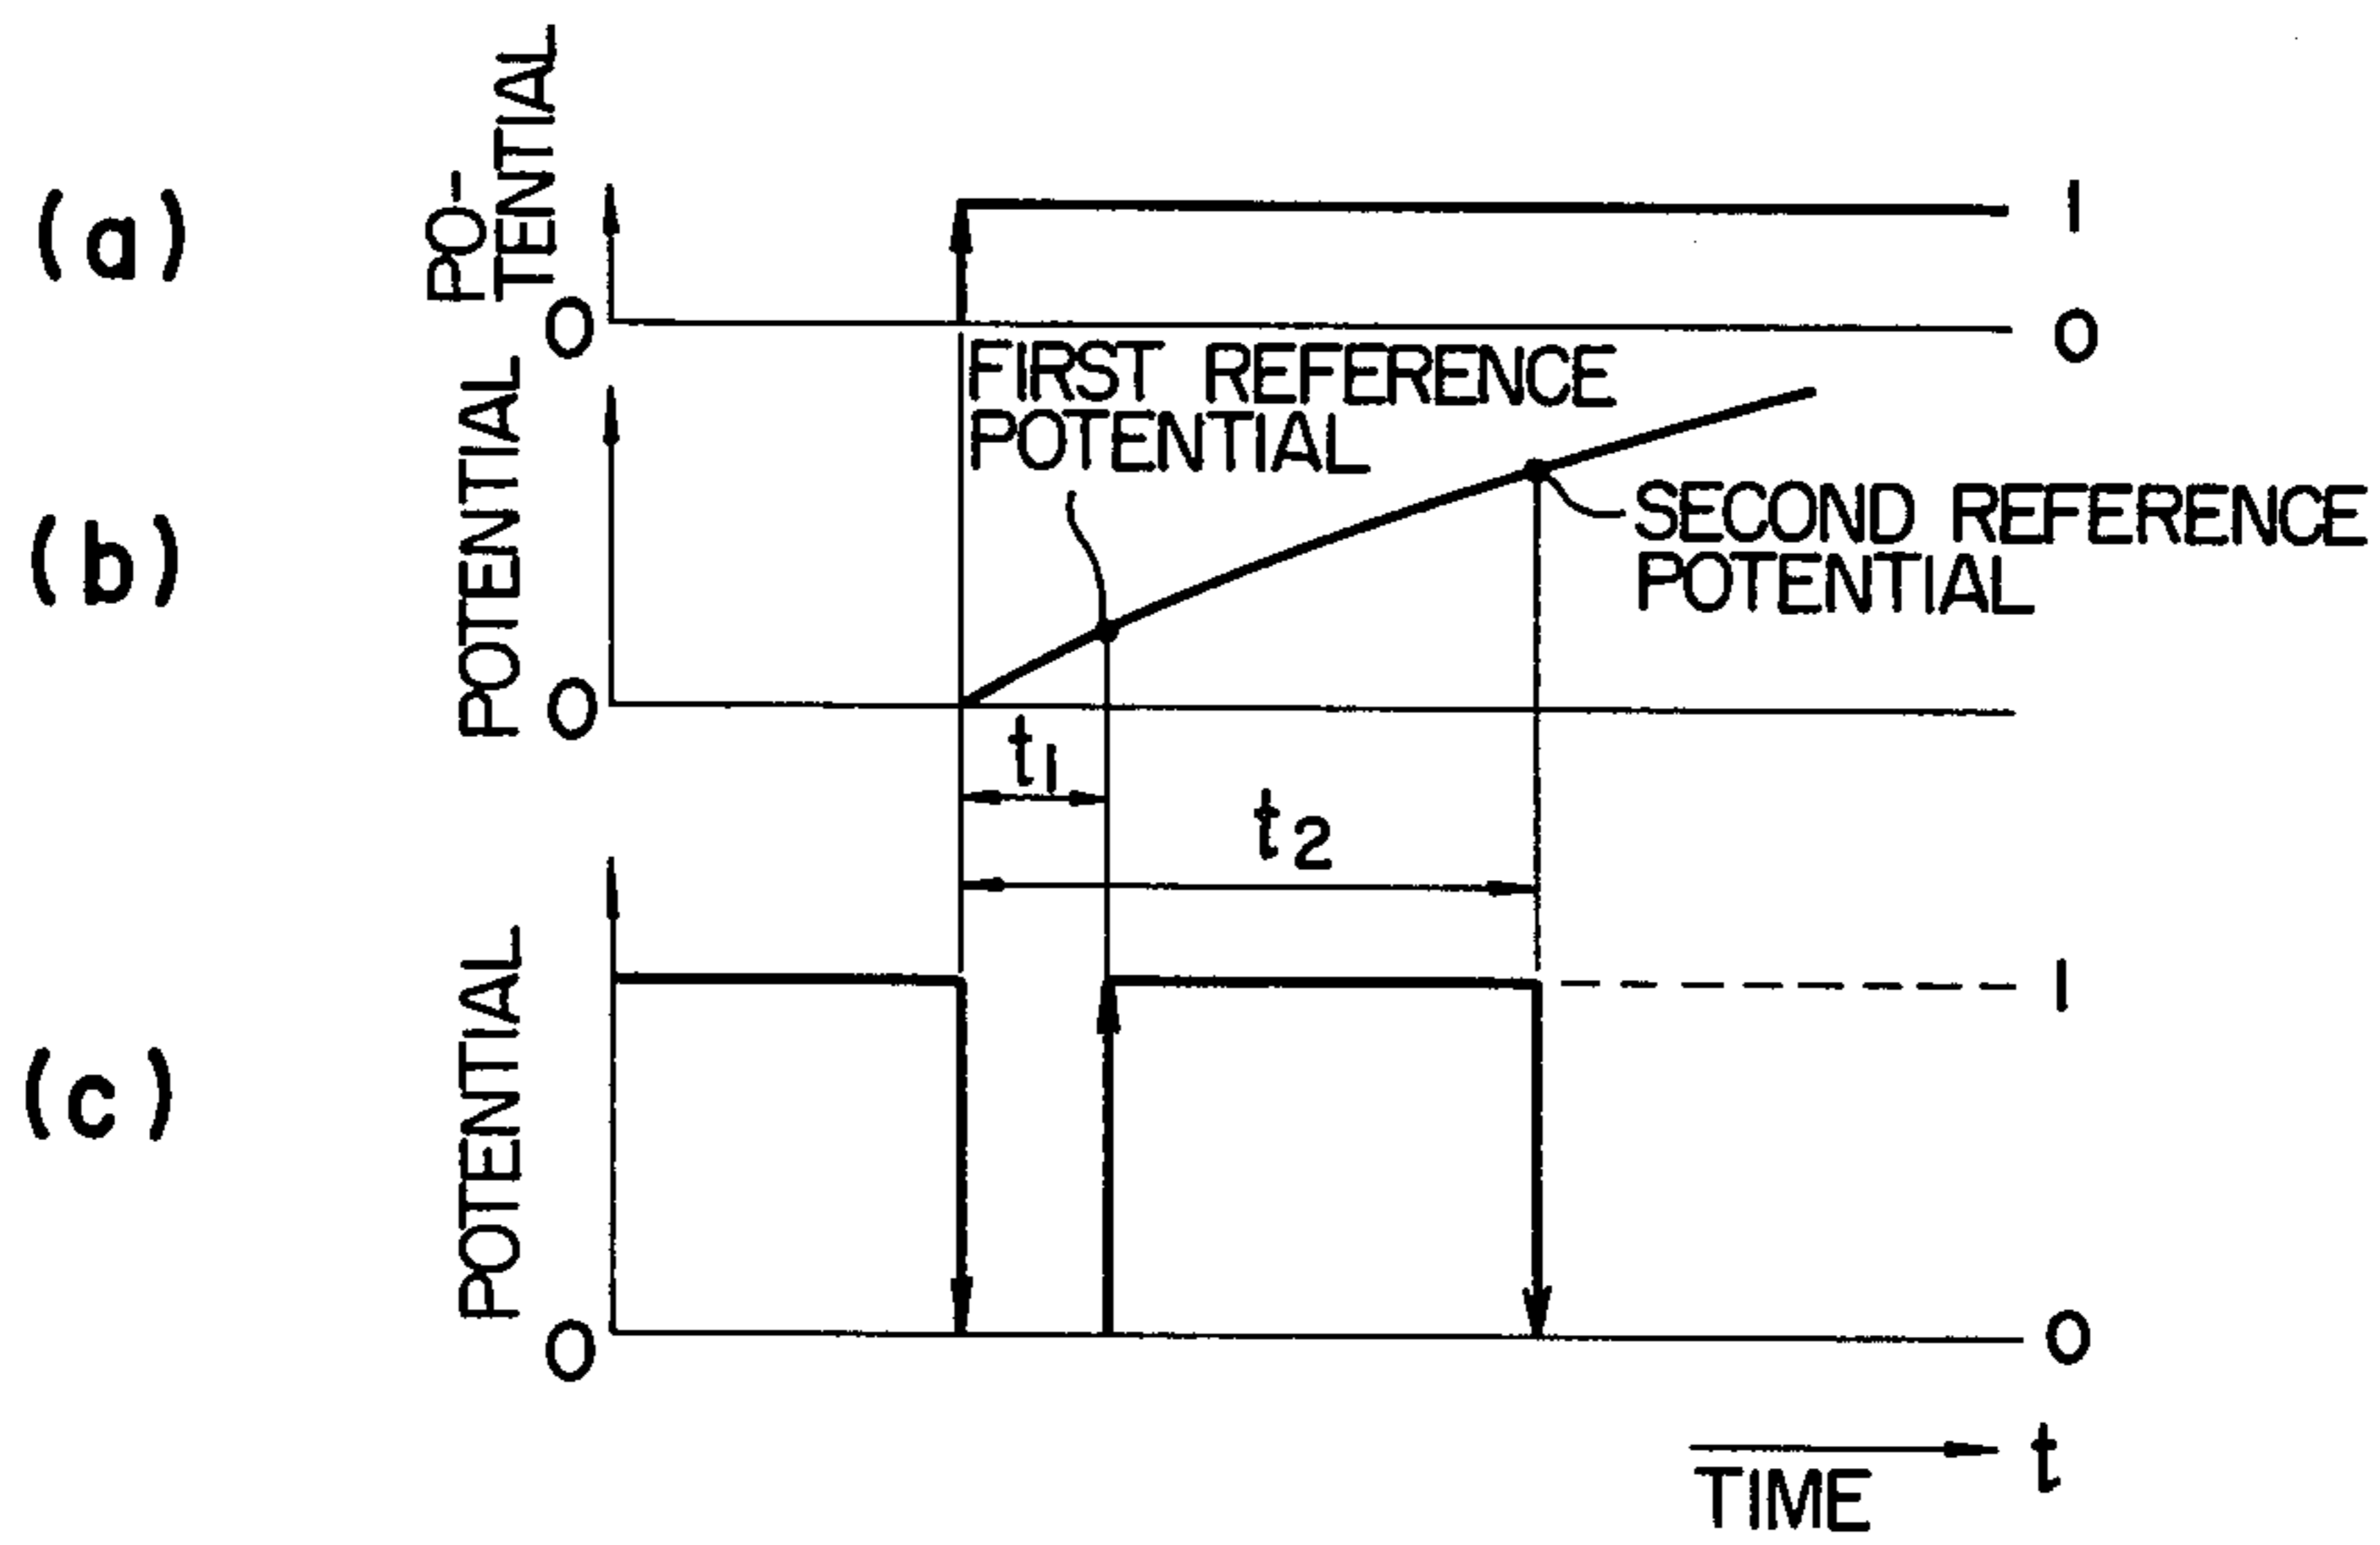 (a)
PO-
TENTIAL
1
0
0
FIRST REFERENCE
POTENTIAL
(b)
POTENTIAL
SECOND REFERENCE
POTENTIAL
0
t1
t2
(c)
POTENTIAL
1
0
0
TIME
t